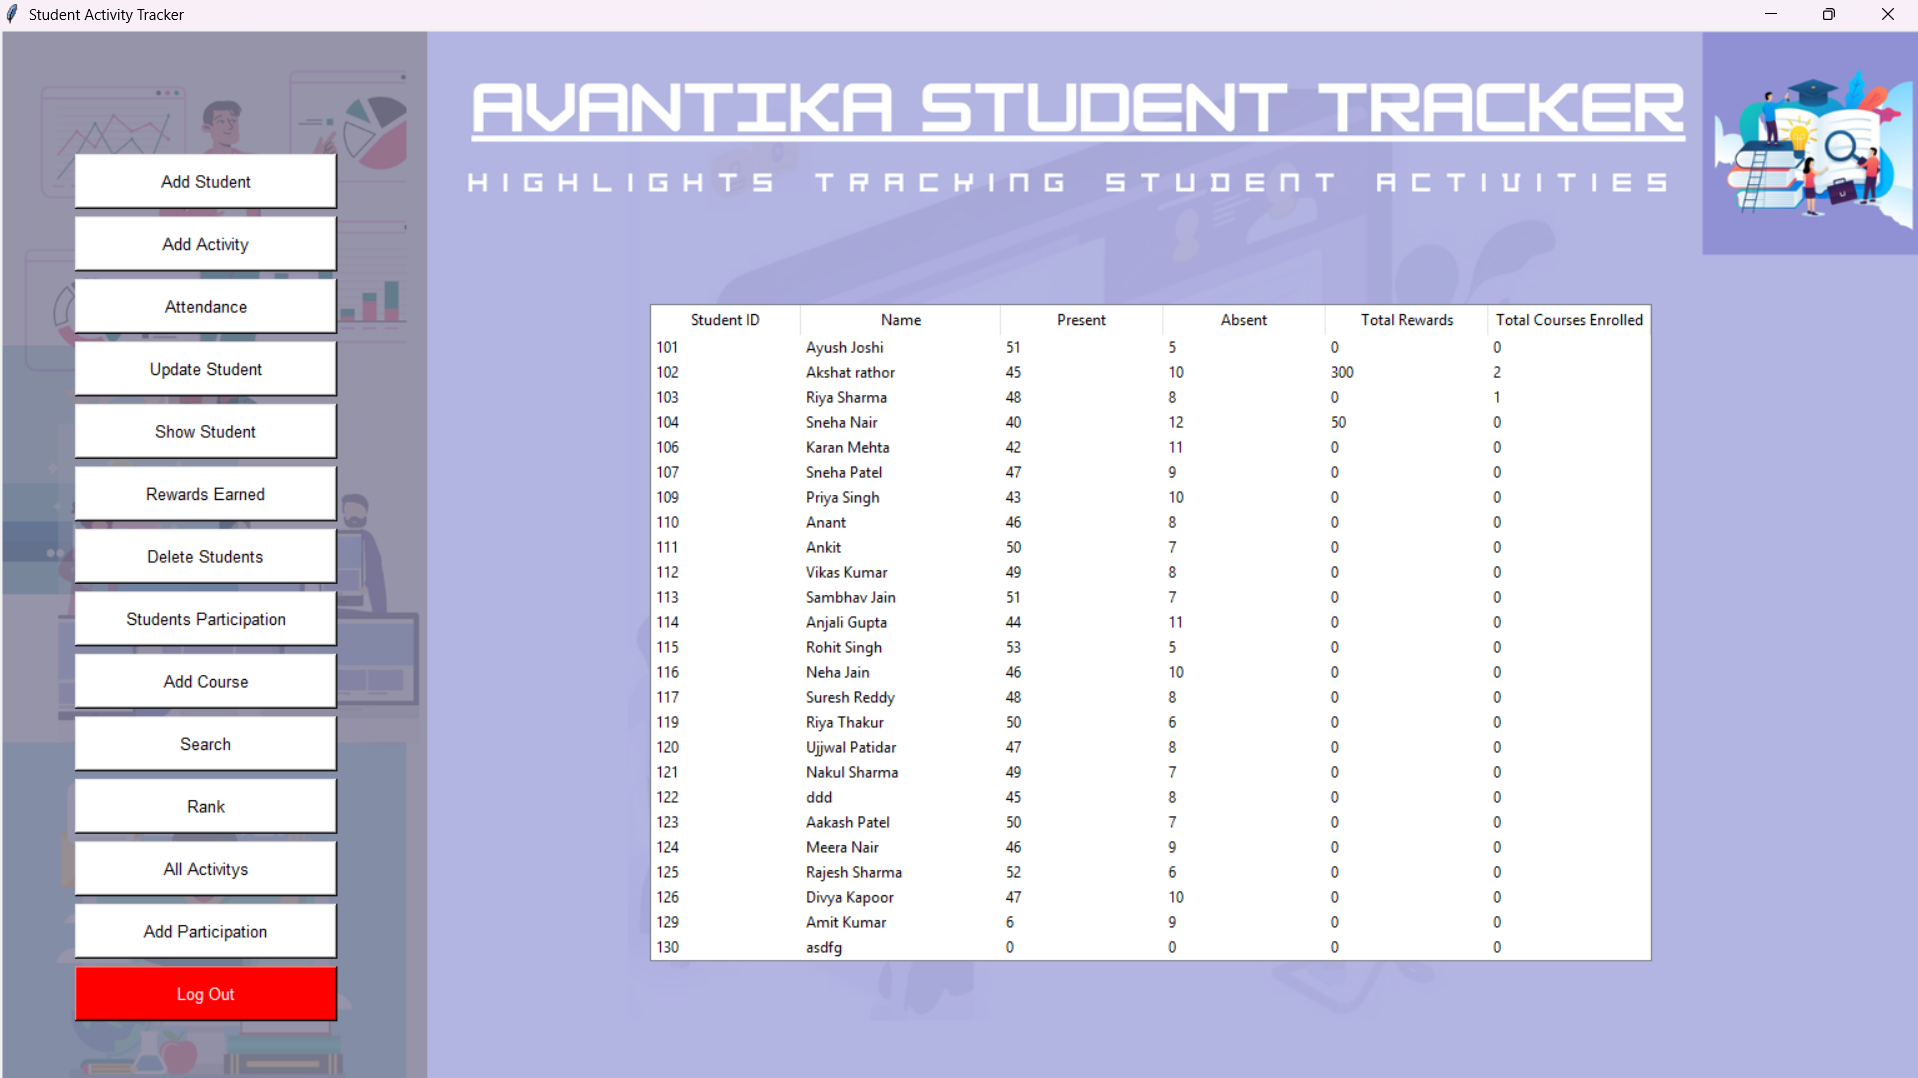 Student Activity Tracker
AVANTIKA STUDENT TRACKER
HIGHLIGHTS TRACKING STUDENT ACTIVITIES
Add Student
Add Activity
Attendance
Update Student
Show Student
Rewards Earned
Delete Students
Students Participation
Add Course
Search
Rank
All Activitys
Add Participation
Log Out
Student ID Name Present Absent Total Rewards Total Courses Enrolled
101 Ayush Joshi 51 5 0 0
102 Akshat rathor 45 10 300 2
103 Riya Sharma 48 8 0 1
104 Sneha Nair 40 12 50 0
106 Karan Mehta 42 11 0 0
107 Sneha Patel 47 9 0 0
109 Priya Singh 43 10 0 0
110 Anant 46 8 0 0
111 Ankit 50 7 0 0
112 Vikas Kumar 49 8 0 0
113 Sambhav Jain 51 7 0 0
114 Anjali Gupta 44 11 0 0
115 Rohit Singh 53 5 0 0
116 Neha Jain 46 10 0 0
117 Suresh Reddy 48 8 0 0
119 Riya Thakur 50 6 0 0
120 Ujjwal Patidar 47 8 0 0
121 Nakul Sharma 49 7 0 0
122 ddd 45 8 0 0
123 Aakash Patel 50 7 0 0
124 Meera Nair 46 9 0 0
125 Rajesh Sharma 52 6 0 0
126 Divya Kapoor 47 10 0 0
129 Amit Kumar 6 9 0 0
130 asdfg 0 0 0 0